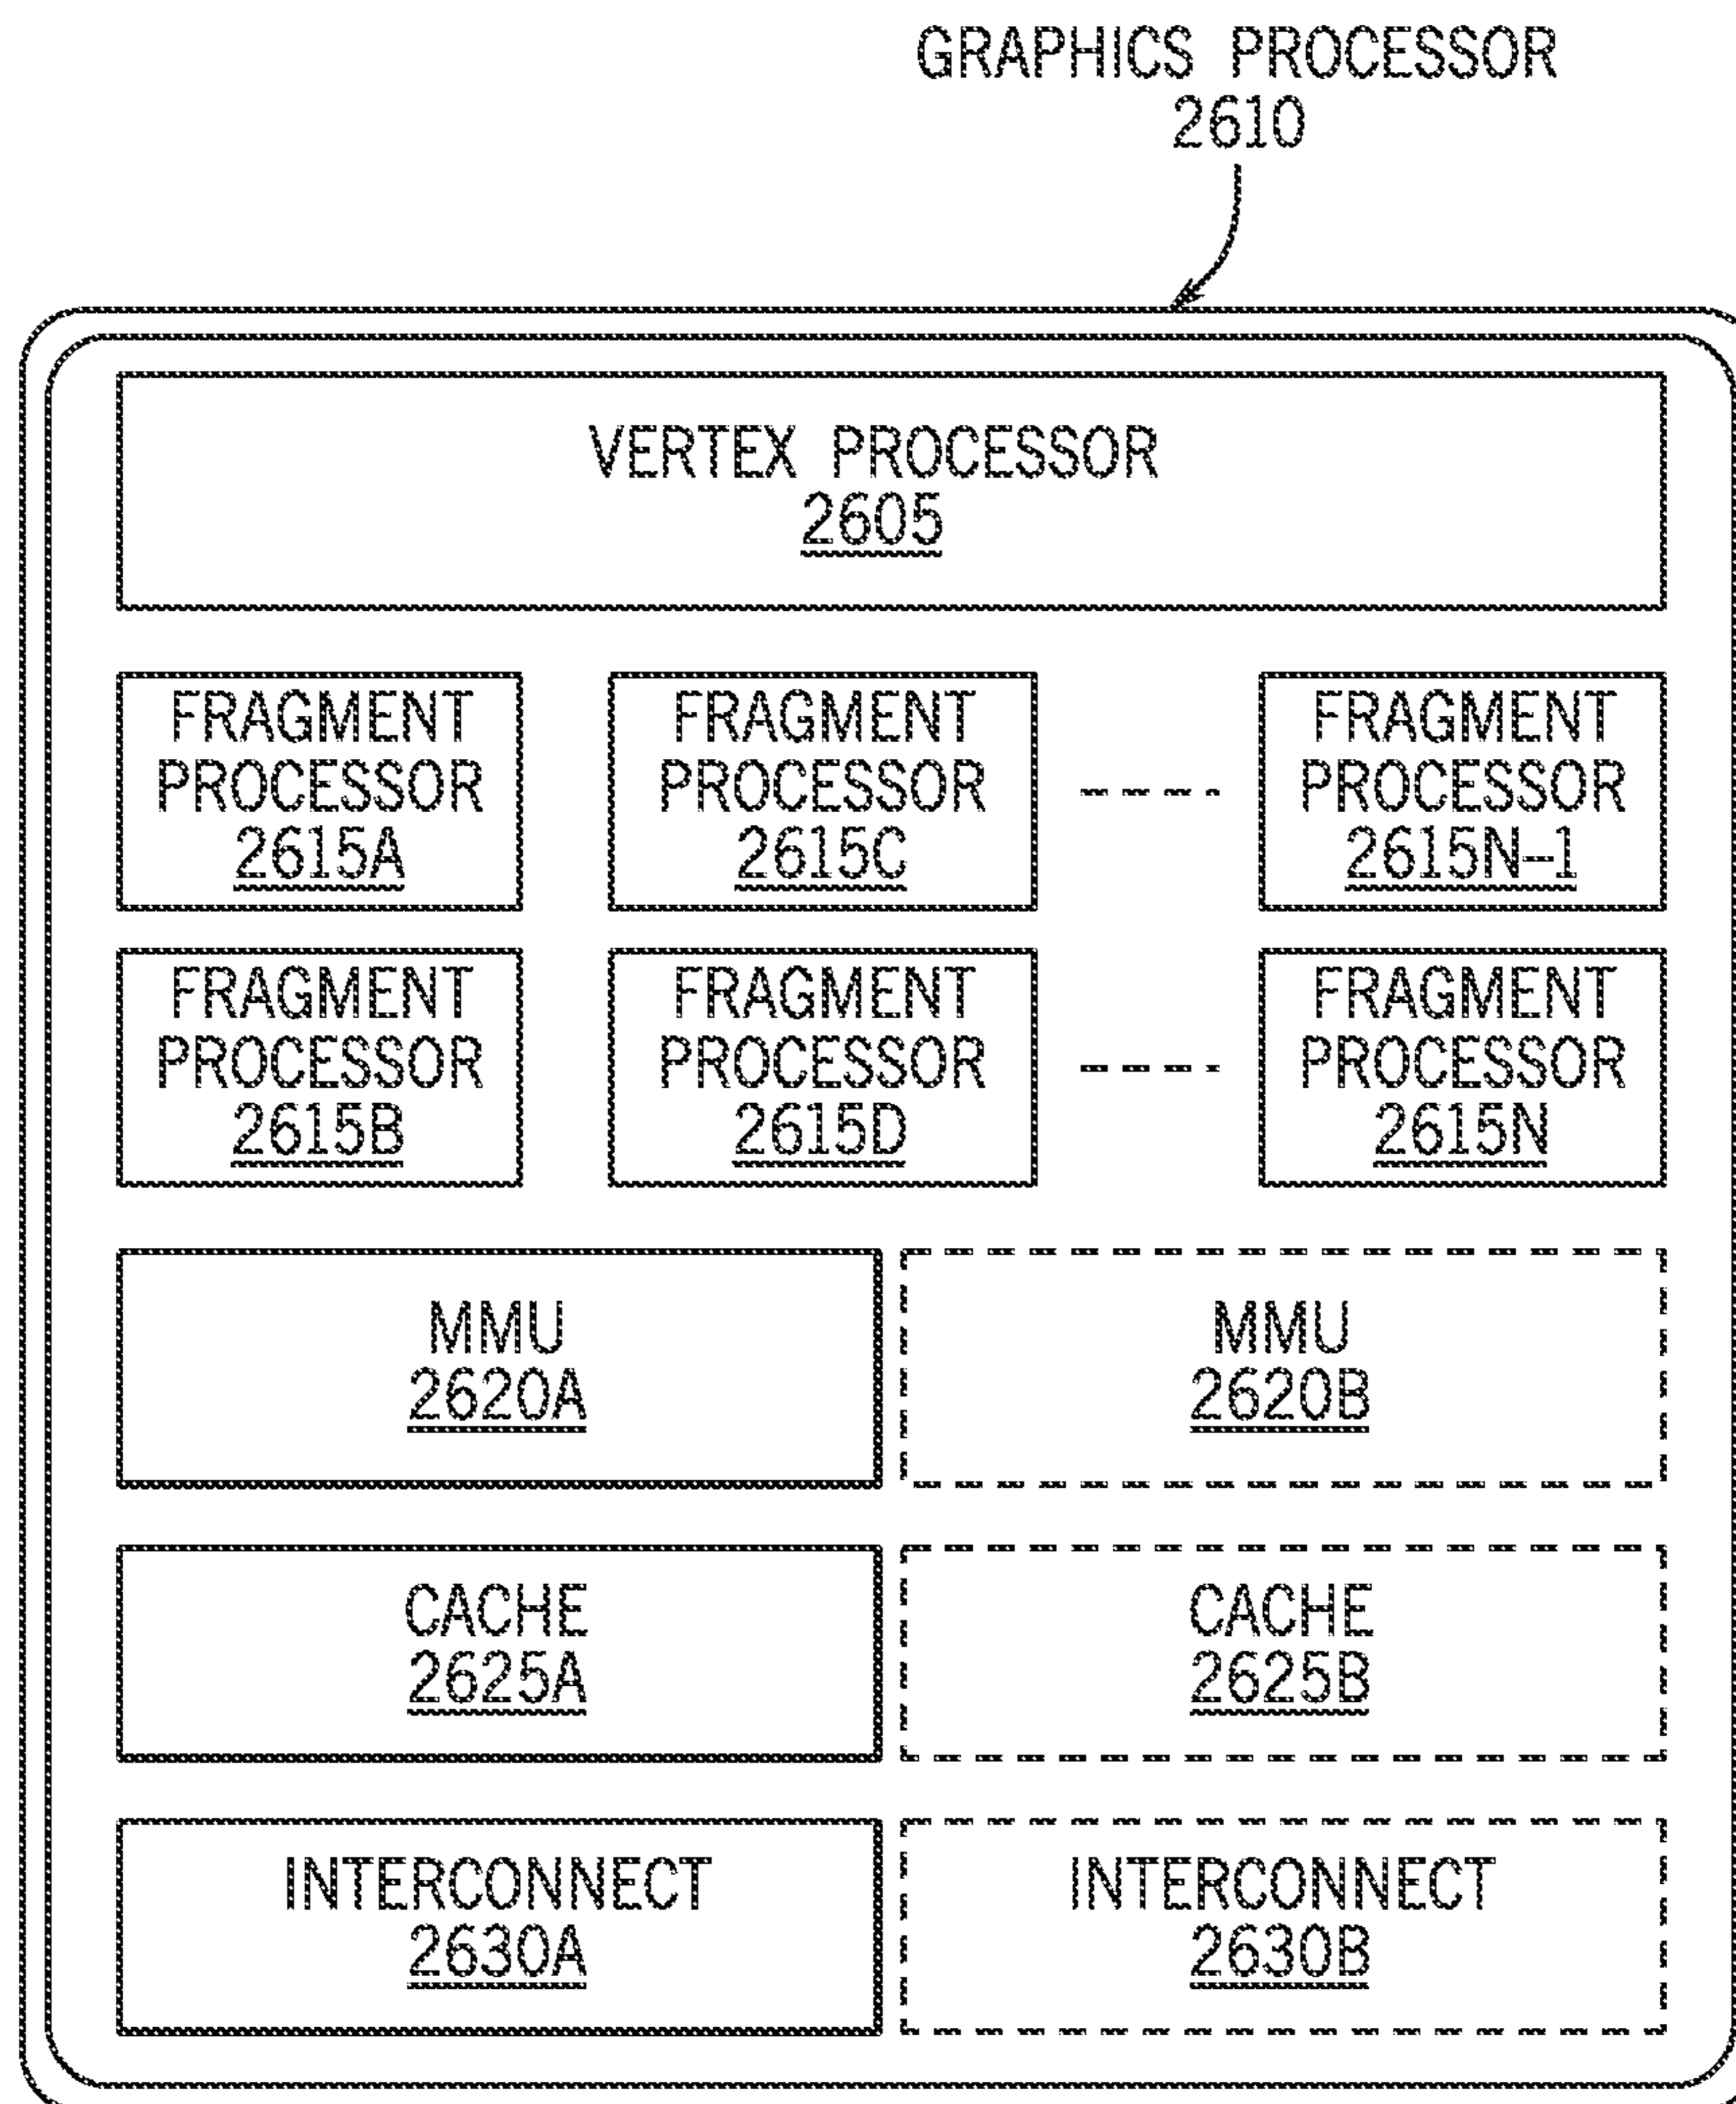 GRAPHICS PROCESSOR
2610
VERTEX PROCESSOR
2605
FRAGMENT
PROCESSOR
2615A
FRAGMENT
PROCESSOR
2615C
FRAGMENT
PROCESSOR
2615N-1
FRAGMENT
PROCESSOR
2615B
FRAGMENT
PROCESSOR
2615D
FRAGMENT
PROCESSOR
2615N
MMU
2620A
MMU
2620B
CACHE
2625A
CACHE
2625B
INTERCONNECT
2630A
INTERCONNECT
2630B